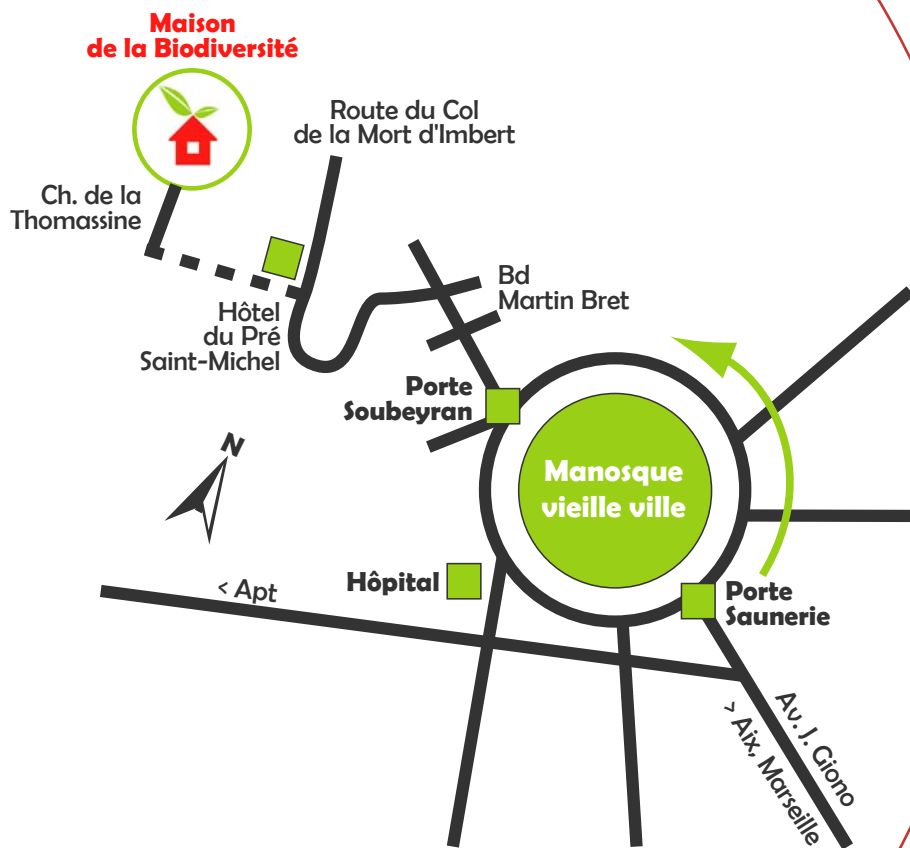 Maison
de la Biodiversité
Route du Col
de la Mort d'Imbert
Ch. de la
Thomassine
Bd
Martin Bret
Hôtel
du Pré
Saint-Michel
Porte
Soubeyran
N
Manosque
vieille ville
Hôpital
< Apt
Porte
Saunerie
Av. J. Giono
> Aix, Marseille